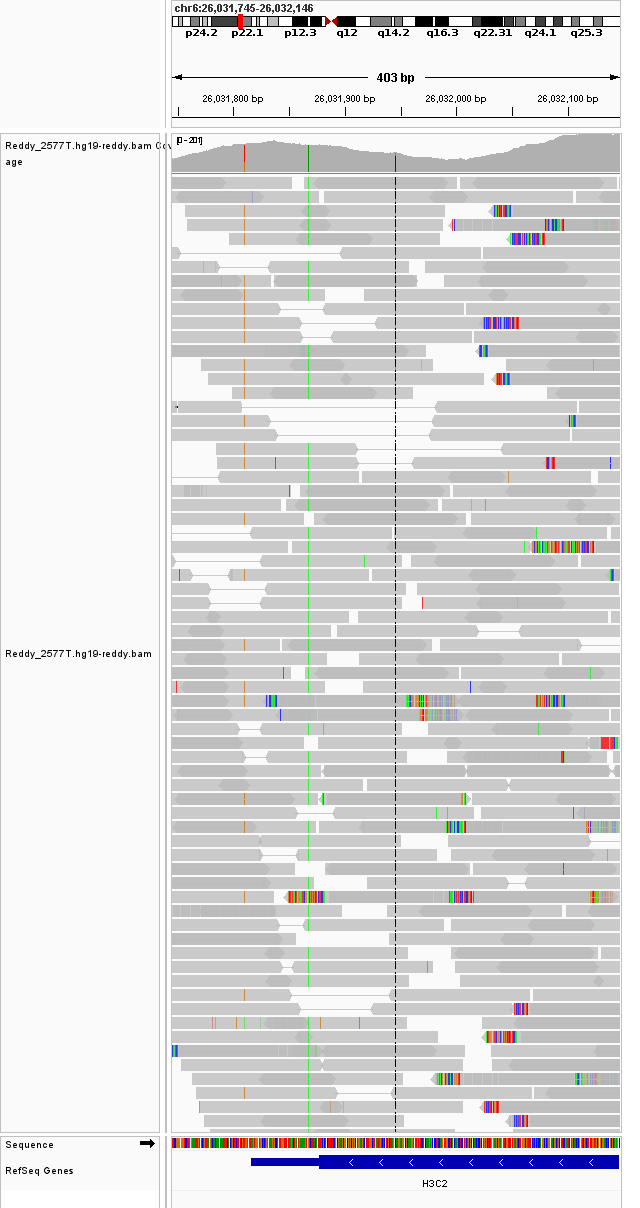 chr6:26,031,745-26,032,146
p24.2 p22.1 p12.3 q12 q14.2 q16.3 q22.31 q24.1 q25.3
403 bp
26,031,800 bp 26,031,900 bp 26,032,000 bp 26,032,100 bp
Reddy_2577T.hg19-reddy.bam Cov
age
[0-201]
Reddy_2577T.hg19-reddy.bam
Sequence
RefSeq Genes
H3C2